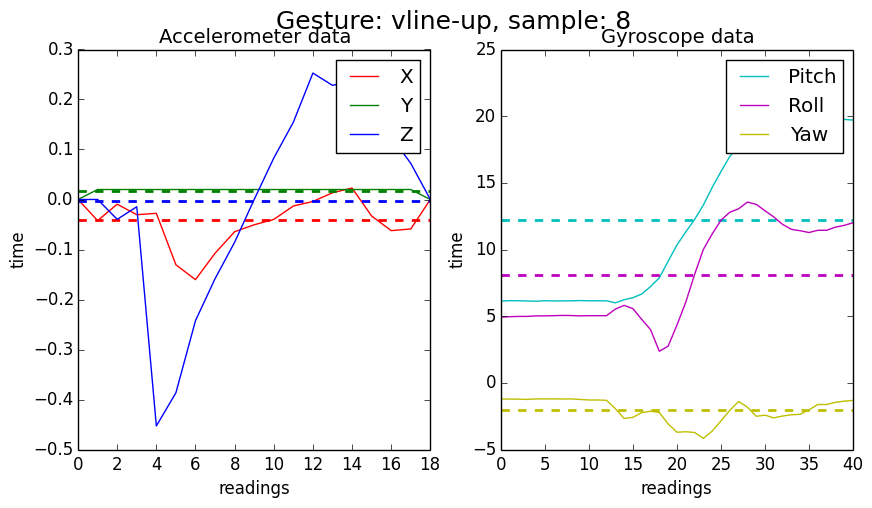 Gesture: vline-up, sample: 8
Accelerometer data
0.3
0.2
0.1
0.0
−0.1
−0.2
−0.3
−0.4
−0.5
time
0 2 4 6 8 10 12 14 16 18
readings
X
Y
Z
Gyroscope data
25
20
15
10
5
0
−5
time
0 5 10 15 20 25 30 35 40
readings
Pitch
Roll
Yaw